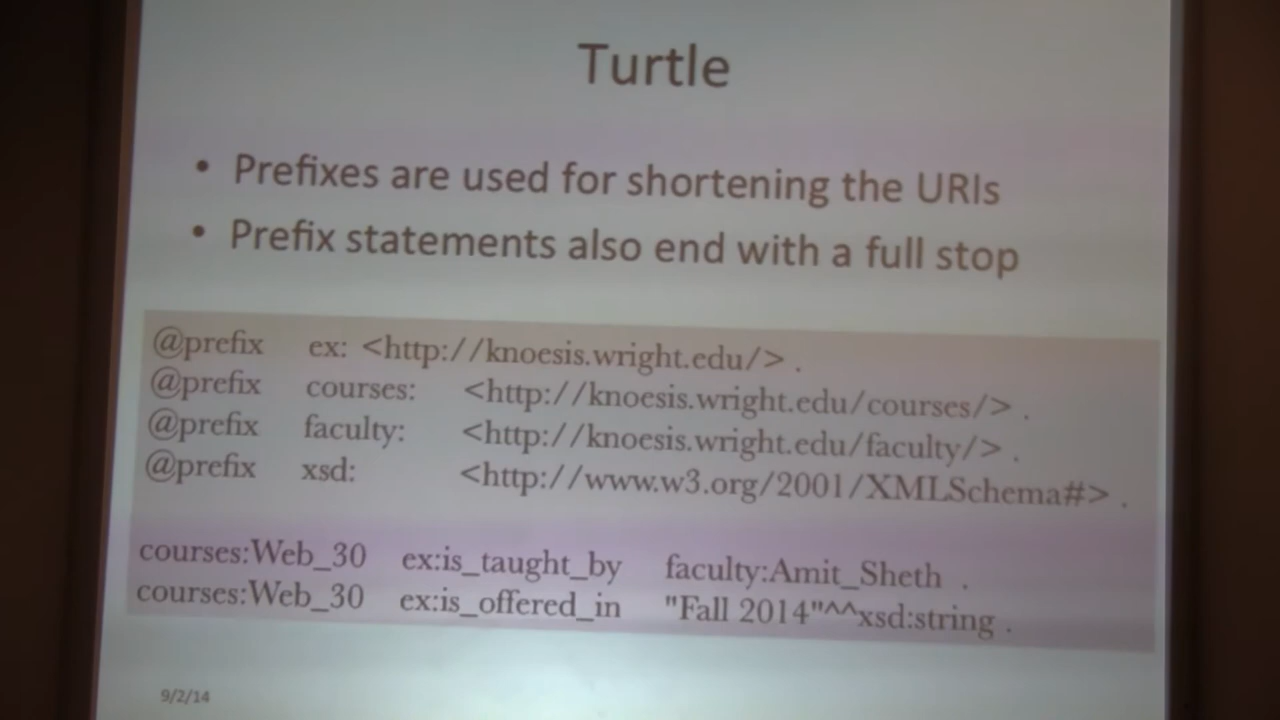 Turtle
• Prefixes are used for shortening the URIs
• Prefix statements also end with a full stop
@prefix ex: <http://knoesis.wright.edu/> .
@prefix courses: <http://knoesis.wright.edu/courses/> .
@prefix faculty: <http://knoesis.wright.edu/faculty/> .
@prefix xsd: <http://www.w3.org/2001/XMLSchema#> .
courses:Web_30 ex:is_taught_by faculty:Amit_Sheth .
courses:Web_30 ex:is_offered_in "Fall 2014"^^xsd:string .
9/2/14